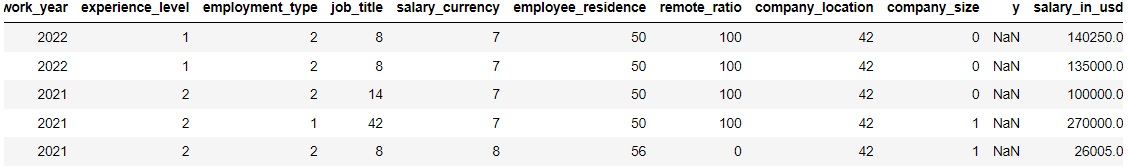 work_year experience_level employment_type job_title salary_currency employee_residence remote_ratio company_location company_size y salary_in_usd
2022 1 2 8 7 50 100 42 0 NaN 140250.0
2022 1 2 8 7 50 100 42 0 NaN 135000.0
2021 2 2 14 7 50 100 42 0 NaN 100000.0
2021 2 1 42 7 50 100 42 1 NaN 270000.0
2021 2 2 8 8 56 0 42 1 NaN 26005.0